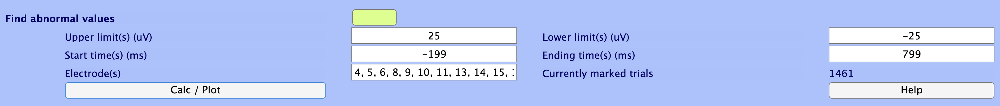 Find abnormal values
Upper limit(s) (uV) 25 Lower limit(s) (uV) -25
Start time(s) (ms) -199 Ending time(s) (ms) 799
Electrode(s) 4, 5, 6, 8, 9, 10, 11, 13, 14, 15, Currently marked trials 1461
Calc / Plot Help